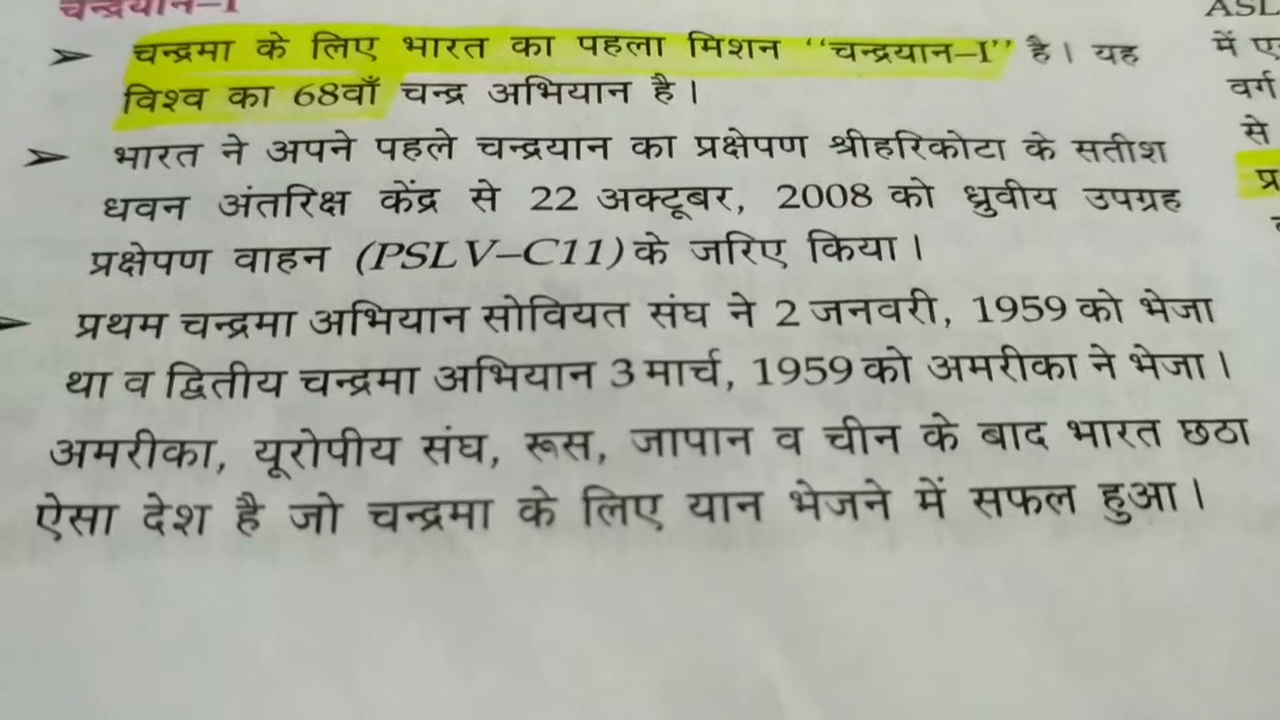 चन्द्रयान–I
➤ चन्द्रमा के लिए भारत का पहला मिशन “चन्द्रयान–I” है। यह
विश्व का 68वाँ चन्द्र अभियान है।
➤ भारत ने अपने पहले चन्द्रयान का प्रक्षेपण श्रीहरिकोटा के सतीश
धवन अंतरिक्ष केंद्र से 22 अक्टूबर, 2008 को ध्रुवीय उपग्रह
प्रक्षेपण वाहन (PSLV–C11) के जरिए किया।
➤ प्रथम चन्द्रमा अभियान सोवियत संघ ने 2 जनवरी, 1959 को भेजा
था व द्वितीय चन्द्रमा अभियान 3 मार्च, 1959 को अमरीका ने भेजा।
अमरीका, यूरोपीय संघ, रूस, जापान व चीन के बाद भारत छठा
ऐसा देश है जो चन्द्रमा के लिए यान भेजने में सफल हुआ।
ASL
में
वर्ग
से